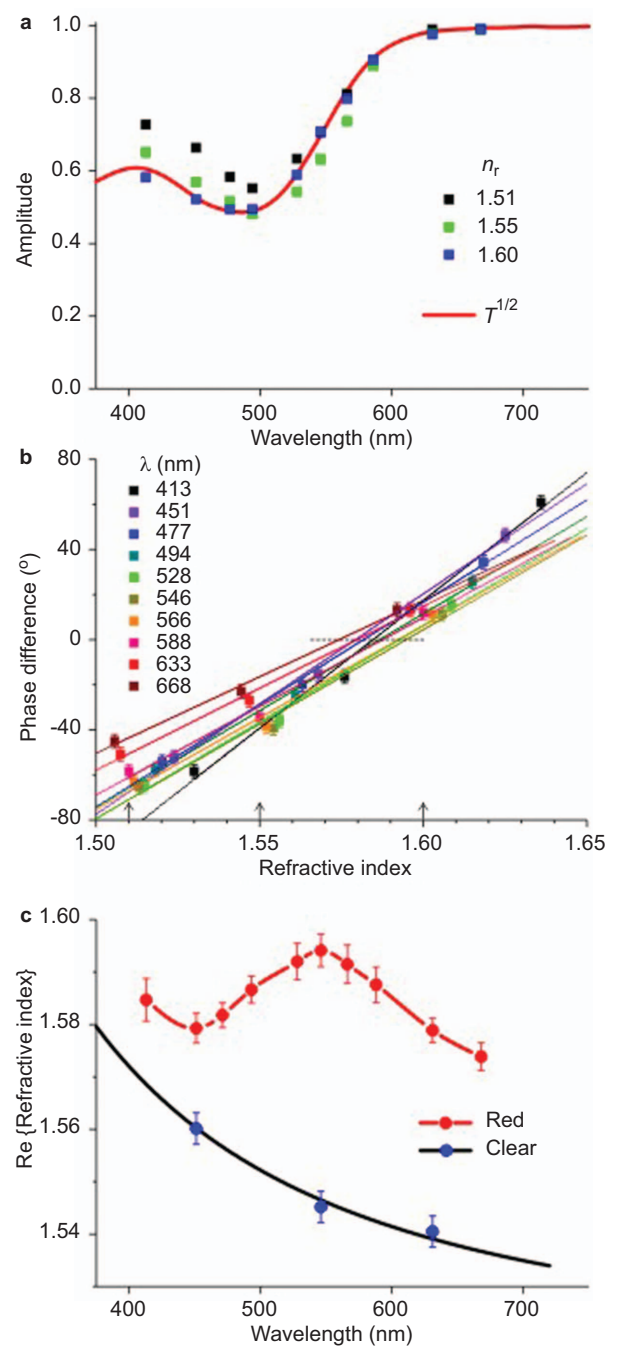 a
1.0
0.8
0.6
0.4
0.2
0.0
Amplitude
nr
1.51
1.55
1.60
T1/2
400
500
600
700
Wavelength (nm)
b
80
40
0
-40
-80
Phase difference (o)
λ (nm)
413
451
477
494
528
546
566
588
633
668
1.50
1.55
1.60
1.65
Refractive index
c
1.60
1.58
1.56
1.54
Re {Refractive index}
Red
Clear
400
500
600
700
Wavelength (nm)